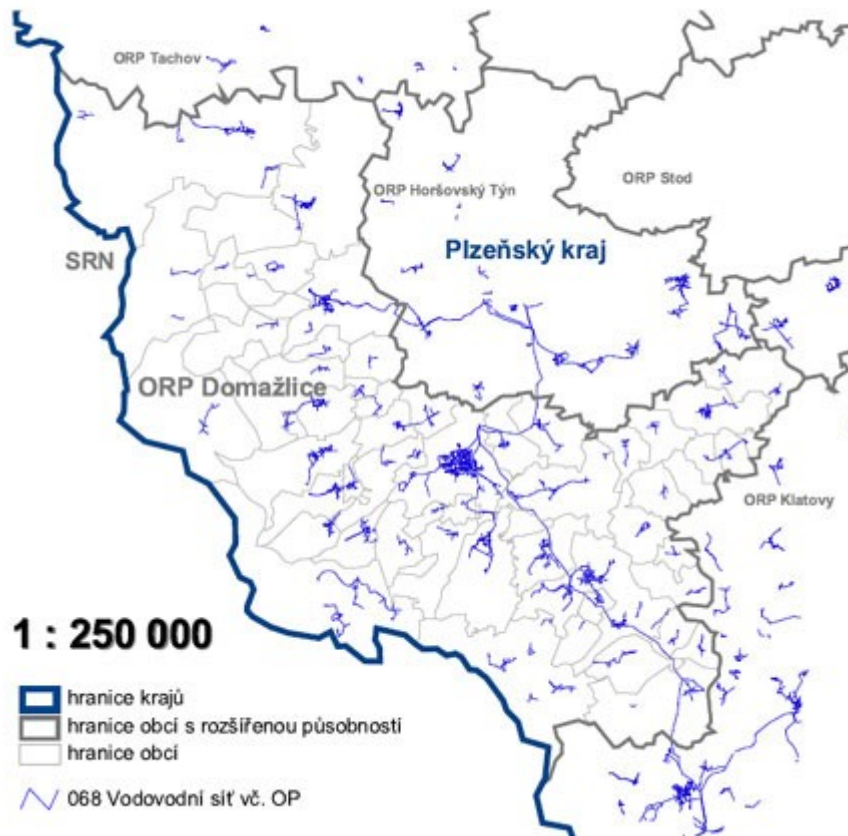 ORP Tachov
ORP Stod
ORP Horšovský Týn
Plzeňský kraj
SRN
ORP Domažlice
ORP Klatovy
1 : 250 000
hranice krajů
hranice obcí s rozšířenou působností
hranice obcí
068 Vodovodní síť vč. OP